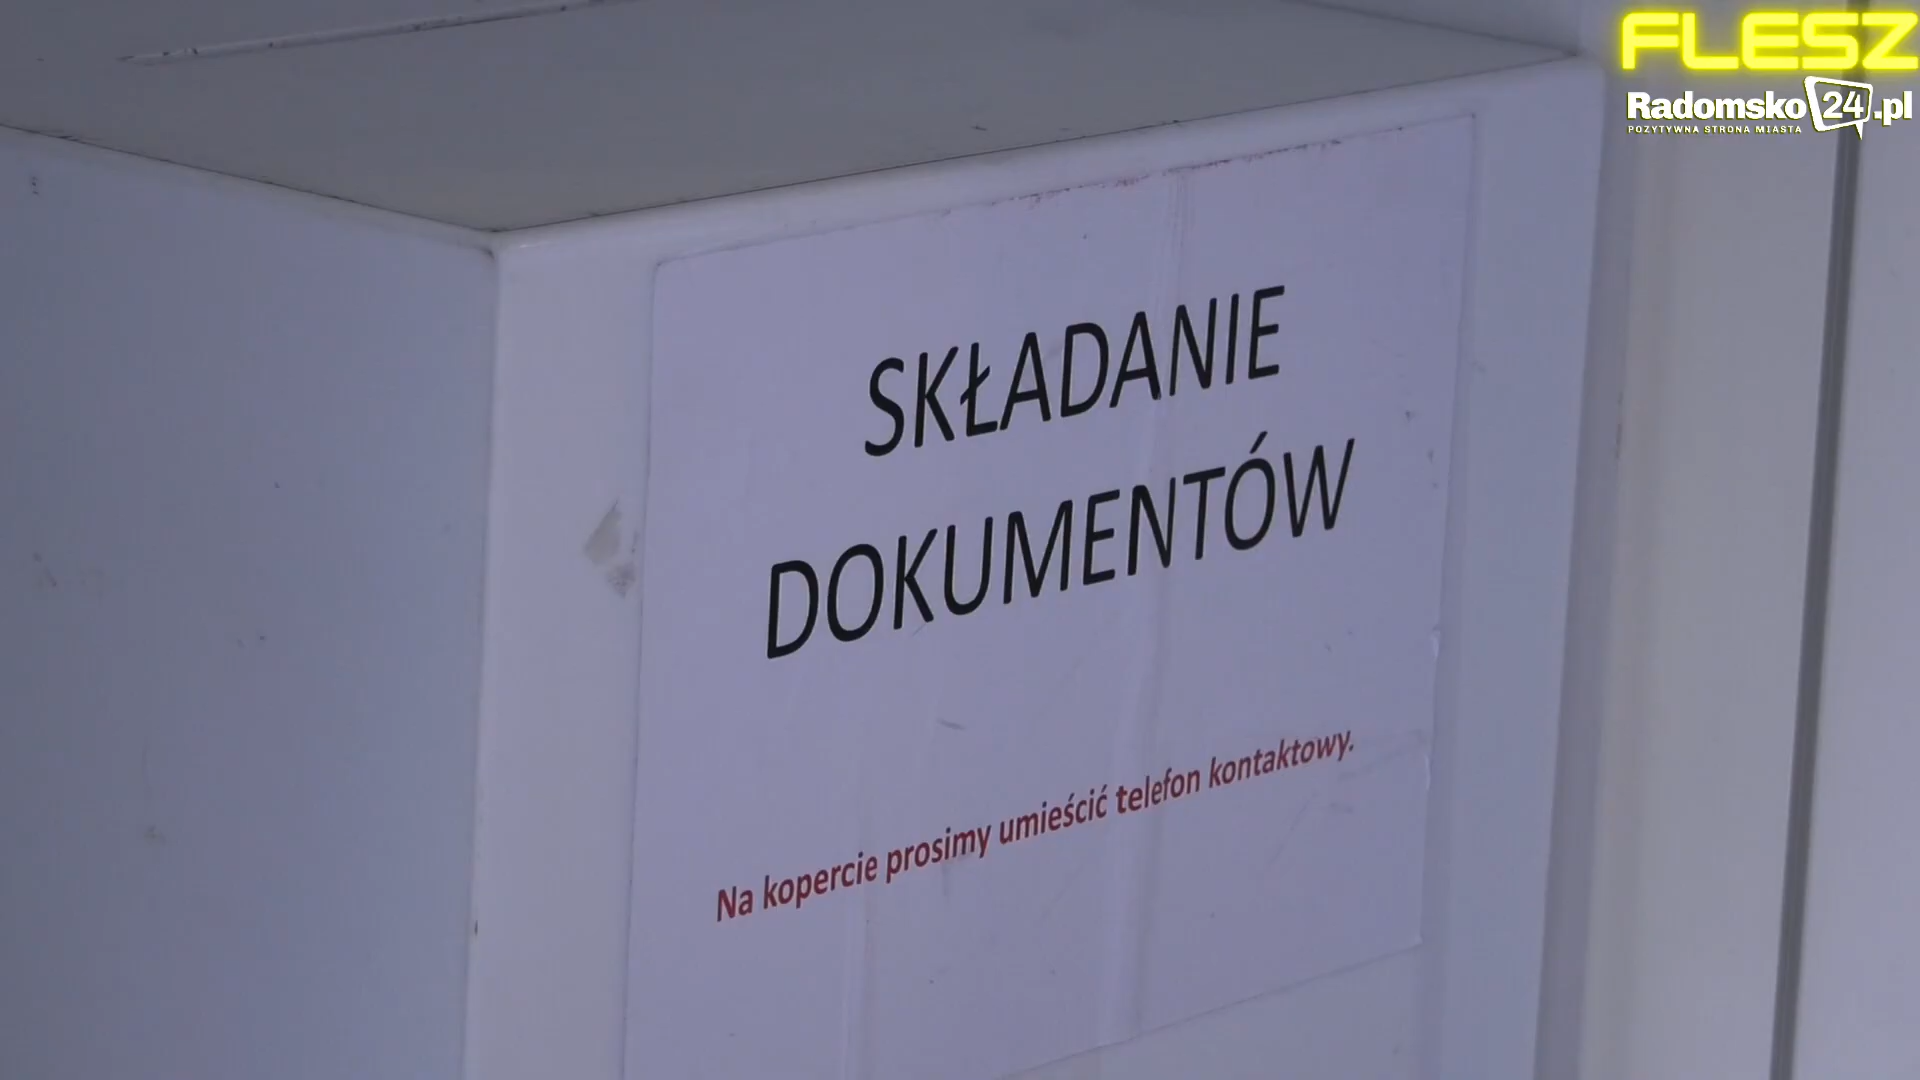 FLESZ
Radomsko24.pl
POZYTYWNA STRONA MIASTA
SKŁADANIE
DOKUMENTÓW
Na kopercie prosimy umieścić telefon kontaktowy.